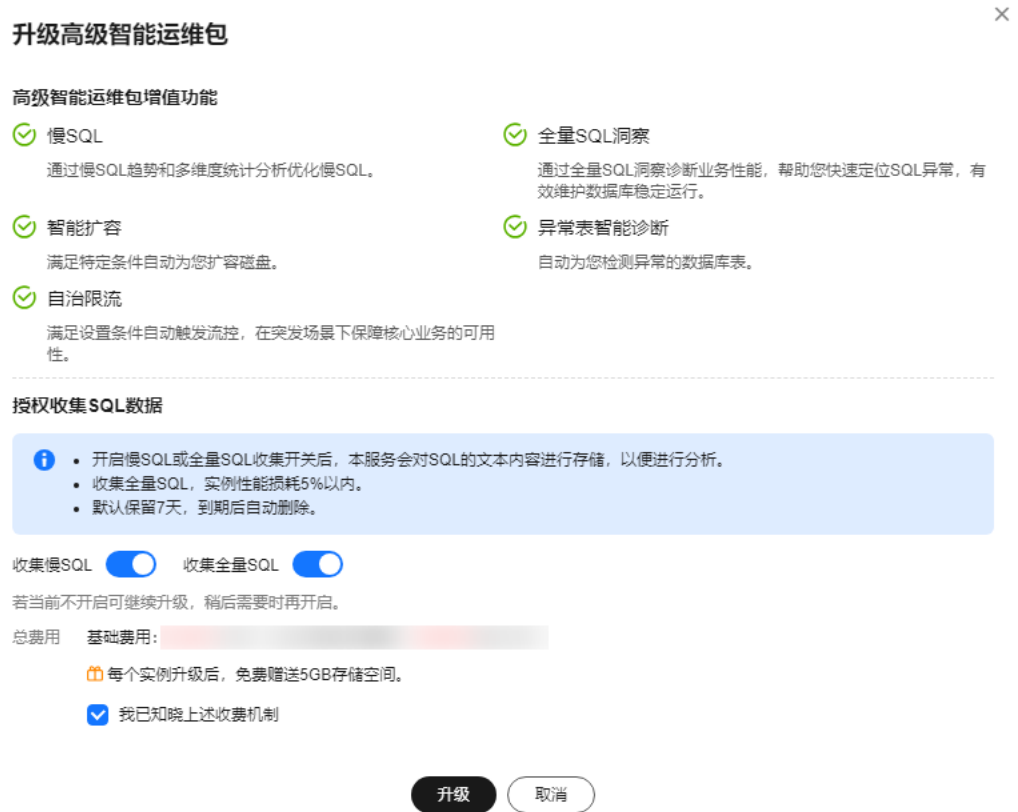 升级高级智能运维包
高级智能运维包增值功能
慢SQL
通过慢SQL趋势和多维度统计分析优化慢SQL。
全量SQL洞察
通过全量SQL洞察诊断业务性能，帮助您快速定位SQL异常，有
效维护数据库稳定运行。
智能扩容
满足特定条件自动为您扩容磁盘。
异常表智能诊断
自动为您检测异常的数据库表。
自治限流
满足设置条件自动触发流控，在突发场景下保障核心业务的可用
性。
授权收集SQL数据
• 开启慢SQL或全量SQL收集开关后，本服务会对SQL的文本内容进行存储，以便进行分析。
• 收集全量SQL，实例性能损耗5%以内。
• 默认保留7天，到期后自动删除。
收集慢SQL 收集全量SQL
若当前不开启可继续升级，稍后需要时再开启。
总费用 基础费用：
每个实例升级后，免费赠送5GB存储空间。
我已知晓上述收费机制
升级 取消